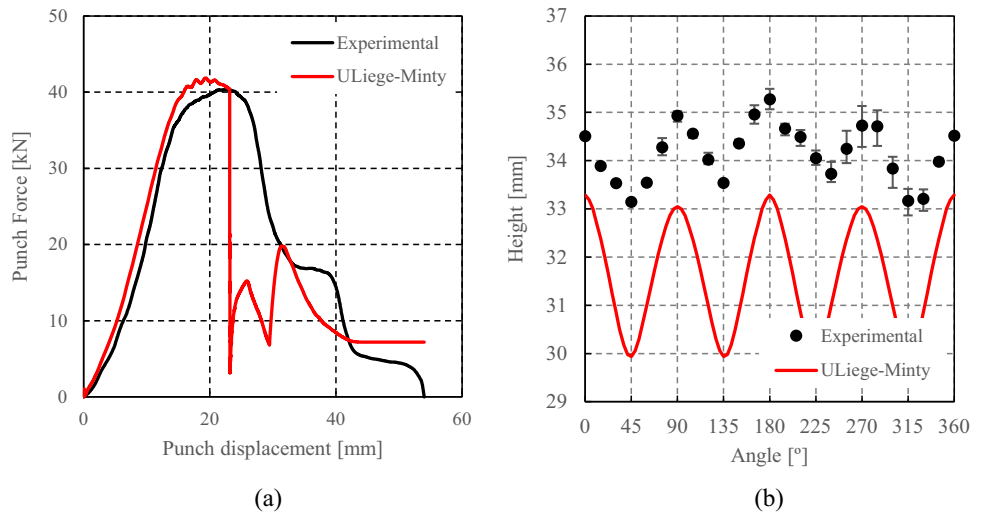 50
40
30
20
10
0
0 20 40 60
Punch Force [kN]
Punch displacement [mm]
Experimental
ULiege-Minty
(a)
37
36
35
34
33
32
31
30
29
0 45 90 135 180 225 270 315 360
Height [mm]
Angle [º]
Experimental
ULiege-Minty
(b)